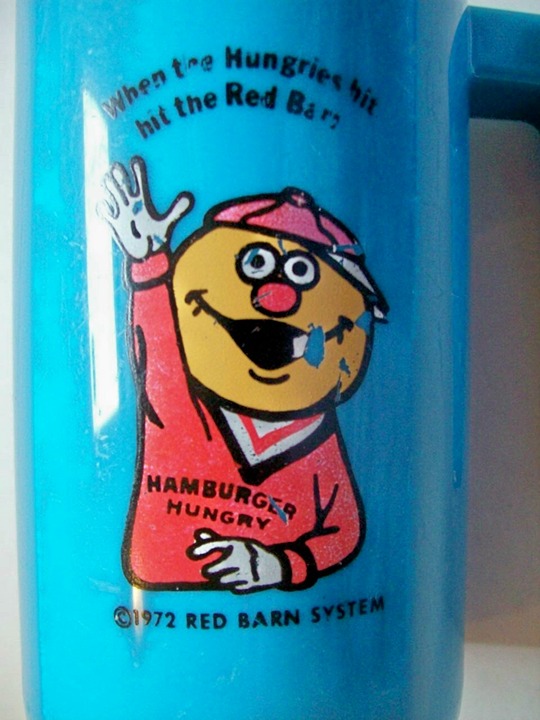 When the Hungries hit
hit the Red Barn
HAMBURGER
HUNGRY
©1972 RED BARN SYSTEM